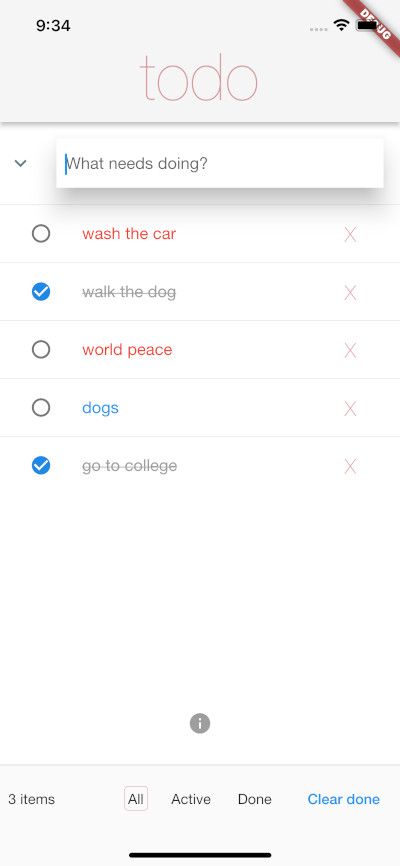 9:34
DEBUG
todo
What needs doing?
wash the car X
walk the dog X
world peace X
dogs X
go to college X
3 items All Active Done Clear done